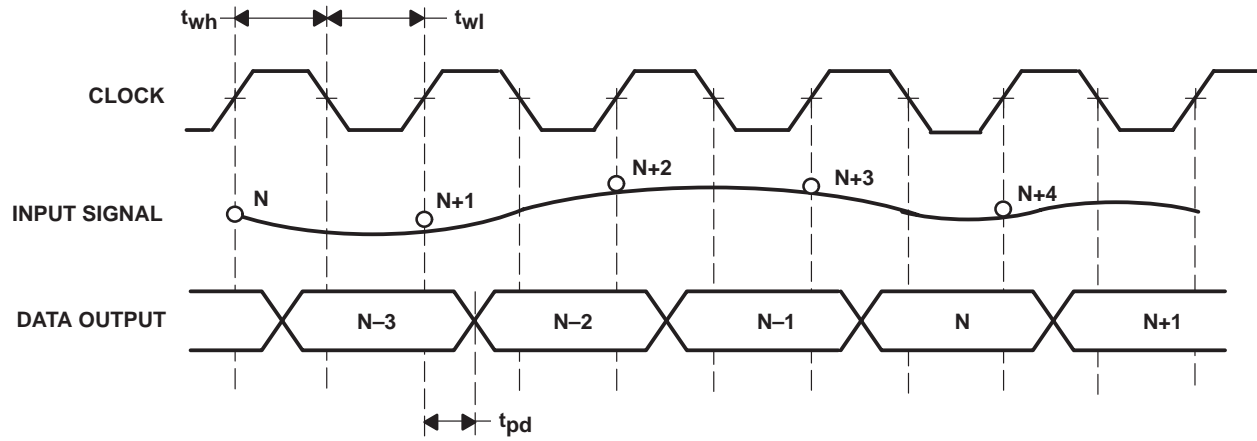 twh twl
CLOCK
N N+1 N+2 N+3 N+4
INPUT SIGNAL
DATA OUTPUT N–3 N–2 N–1 N N+1
tpd